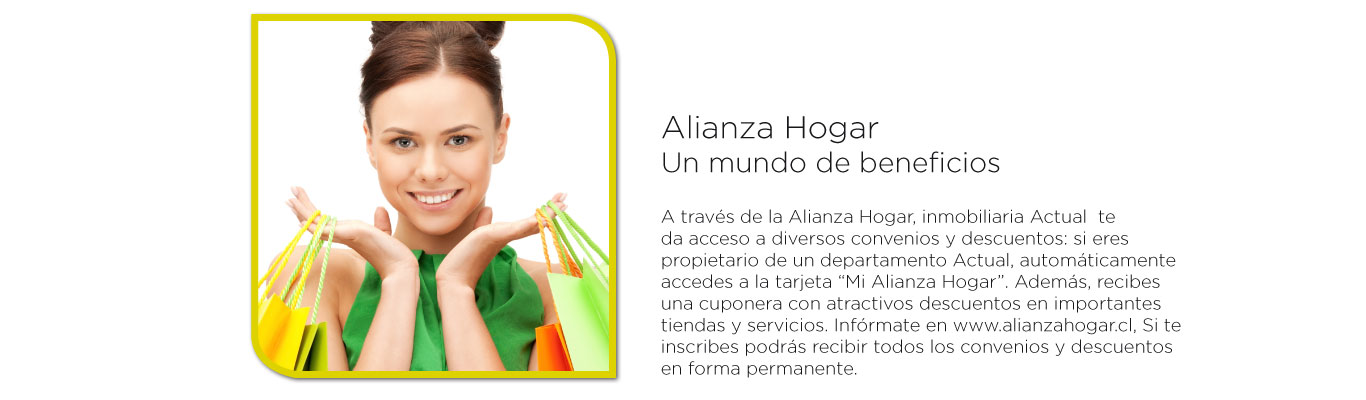 Alianza Hogar
Un mundo de beneficios
A través de la Alianza Hogar, inmobiliaria Actual  te
da acceso a diversos convenios y descuentos: si eres
propietario de un departamento Actual, automáticamente
accedes a la tarjeta “Mi Alianza Hogar”. Además, recibes
una cuponera con atractivos descuentos en importantes
tiendas y servicios. Infórmate en www.alianzahogar.cl, Si te
inscribes podrás recibir todos los convenios y descuentos
en forma permanente.